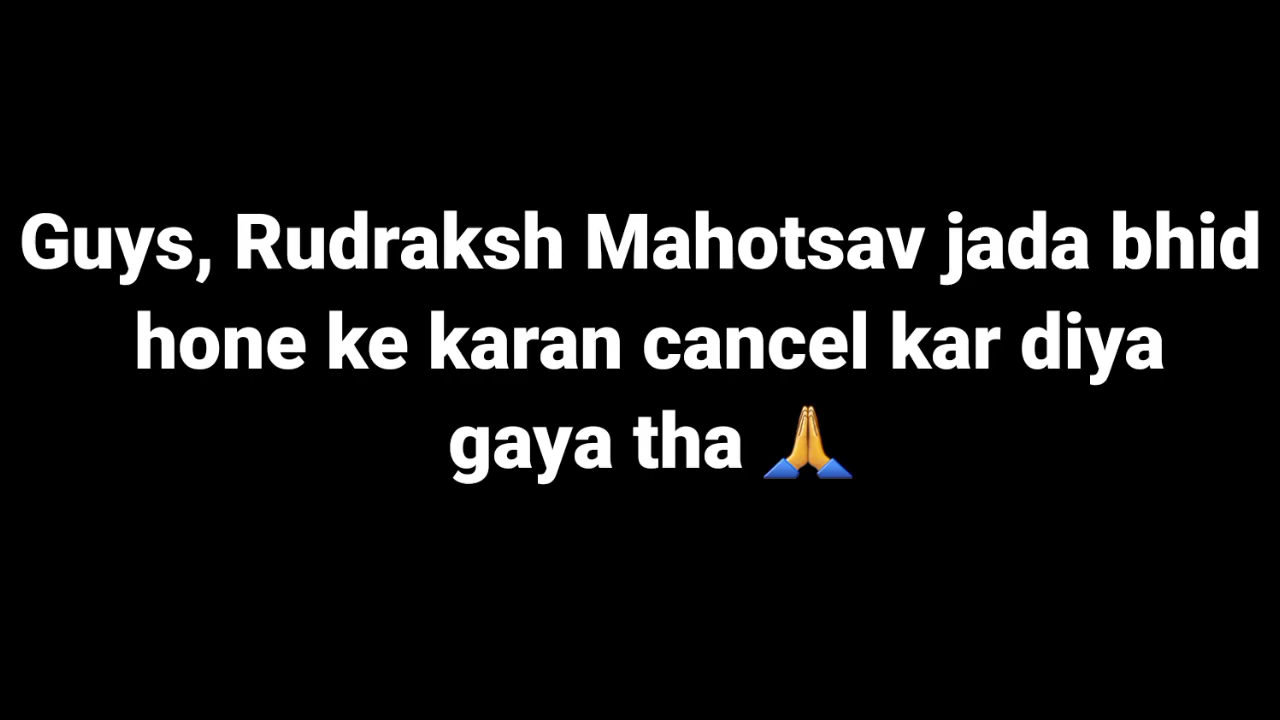 Guys, Rudraksh Mahotsav jada bhid
hone ke karan cancel kar diya
gaya tha 🙏